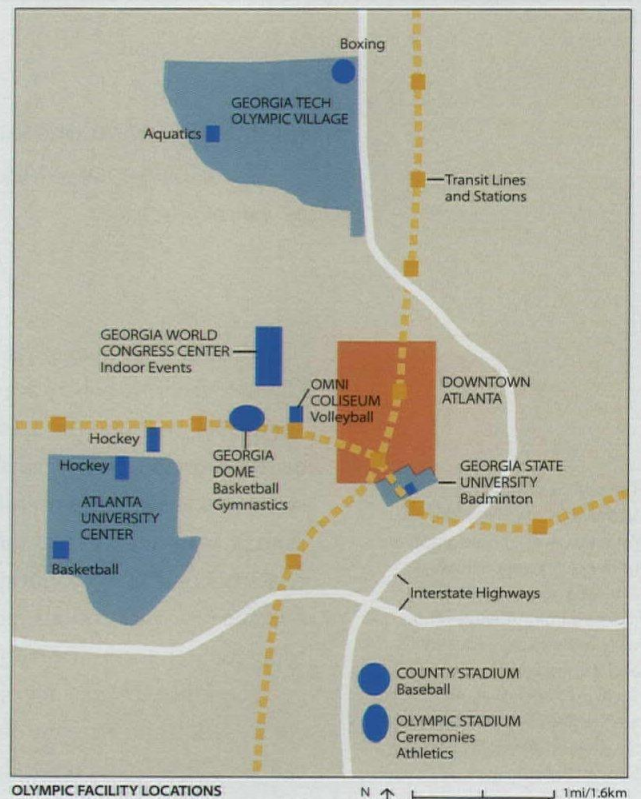 Boxing
GEORGIA TECH
OLYMPIC VILLAGE
Aquatics
Transit Lines
and Stations
GEORGIA WORLD
CONGRESS CENTER
Indoor Events
OMNI
COLISEUM
Volleyball
DOWNTOWN
ATLANTA
Hockey
Hockey
GEORGIA
DOME
Basketball
Gymnastics
GEORGIA STATE
UNIVERSITY
Badminton
ATLANTA
UNIVERSITY
CENTER
Basketball
Interstate Highways
COUNTY STADIUM
Baseball
OLYMPIC STADIUM
Ceremonies
Athletics
OLYMPIC FACILITY LOCATIONS
N
1mi/1.6km